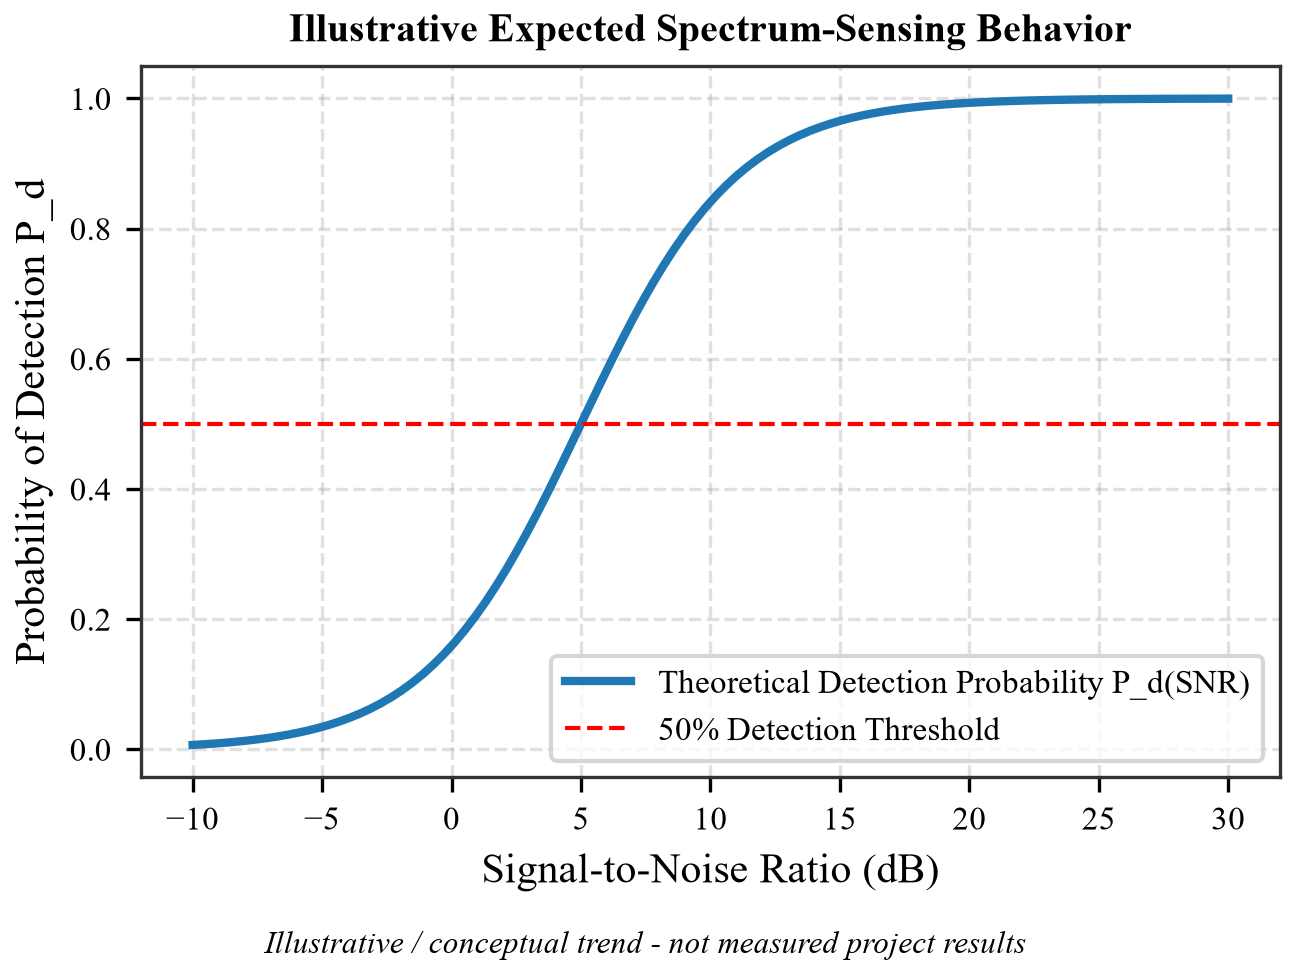 Illustrative Expected Spectrum-Sensing Behavior
Probability of Detection P_d
1.0
0.8
0.6
0.4
0.2
0.0
Theoretical Detection Probability P_d(SNR)
50% Detection Threshold
−10 −5 0 5 10 15 20 25 30
Signal-to-Noise Ratio (dB)
Illustrative / conceptual trend - not measured project results